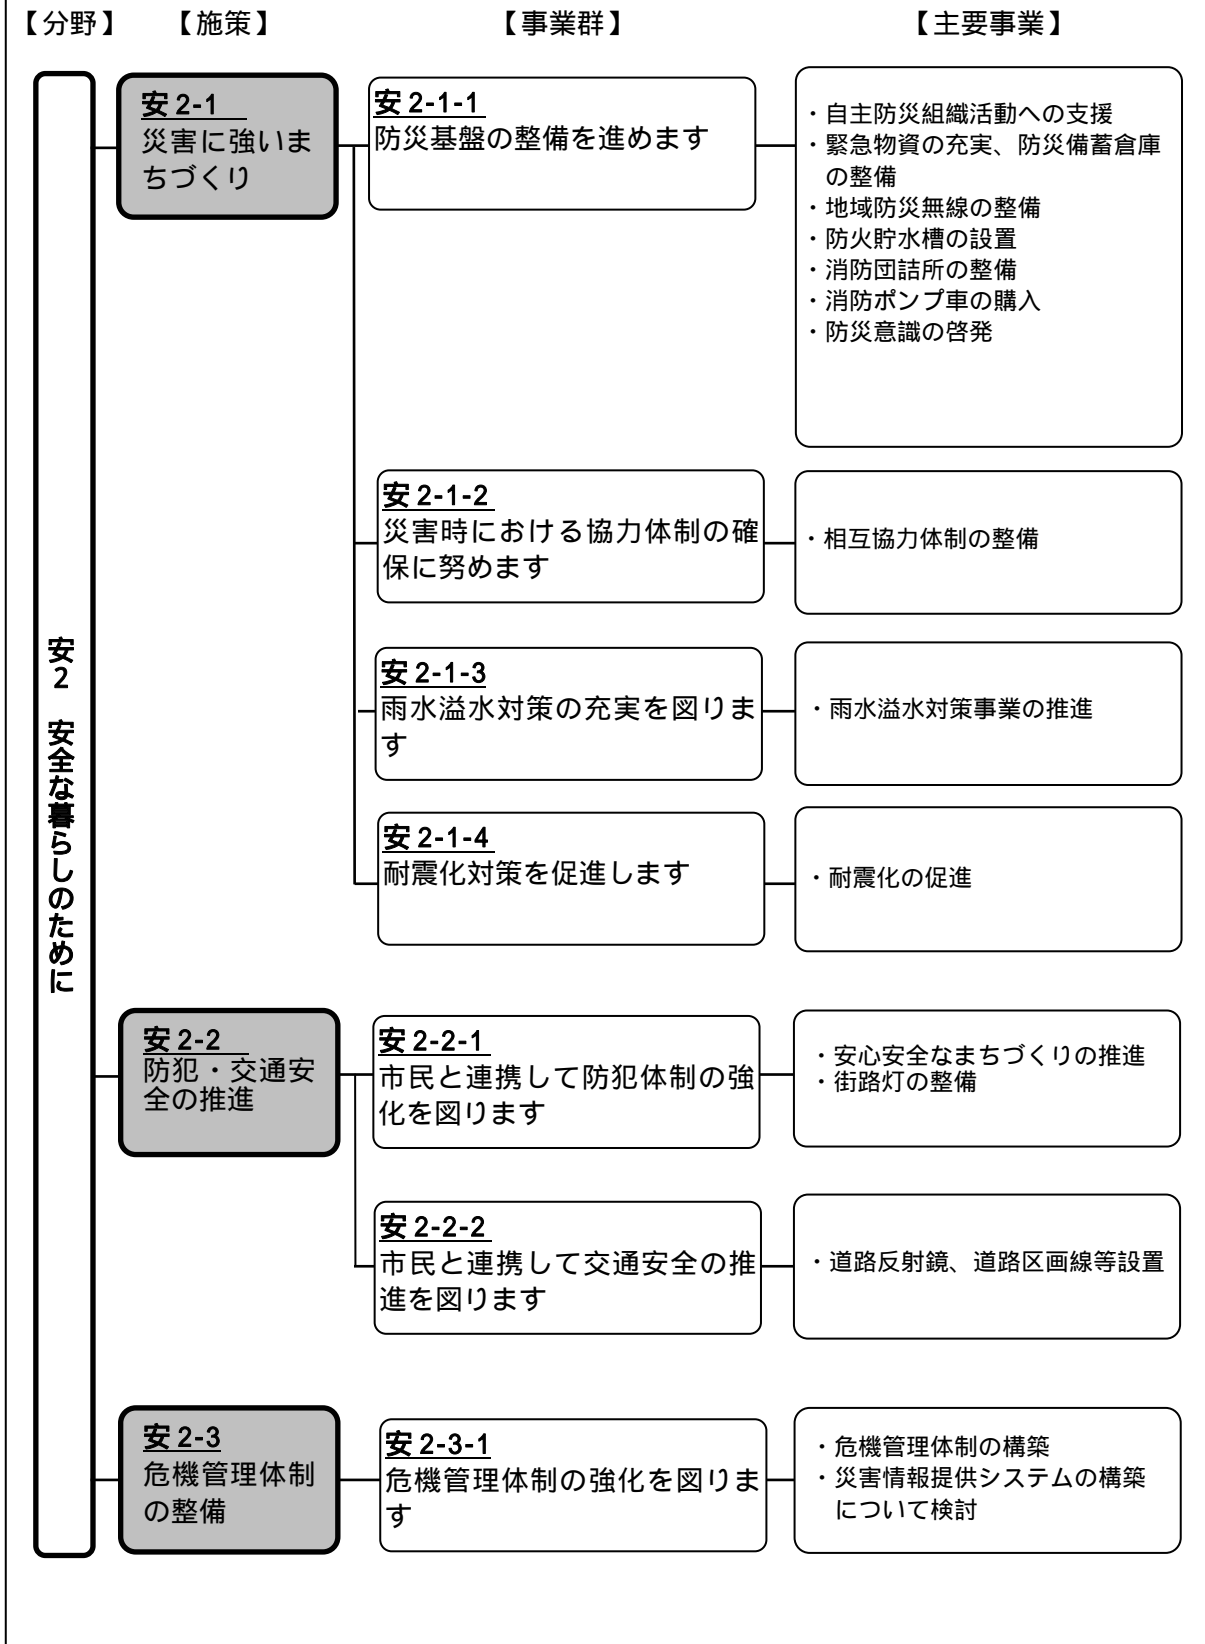 【分野】 【施策】 【事業群】 【主要事業】
安2 安全な暮らしのために
安 2-1
災害に強いま
ちづくり
安 2-1-1
防災基盤の整備を進めます
・自主防災組織活動への支援
・緊急物資の充実、防災備蓄倉庫
の整備
・地域防災無線の整備
・防火貯水槽の設置
・消防団詰所の整備
・消防ポンプ車の購入
・防災意識の啓発
安 2-1-2
災害時における協力体制の確
保に努めます
・相互協力体制の整備
安 2-1-3
雨水溢水対策の充実を図りま
す
・雨水溢水対策事業の推進
安 2-1-4
耐震化対策を促進します
・耐震化の促進
安 2-2
防犯・交通安
全の推進
安 2-2-1
市民と連携して防犯体制の強
化を図ります
・安心安全なまちづくりの推進
・街路灯の整備
安 2-2-2
市民と連携して交通安全の推
進を図ります
・道路反射鏡、道路区画線等設置
安 2-3
危機管理体制
の整備
安 2-3-1
危機管理体制の強化を図りま
す
・危機管理体制の構築
・災害情報提供システムの構築
について検討